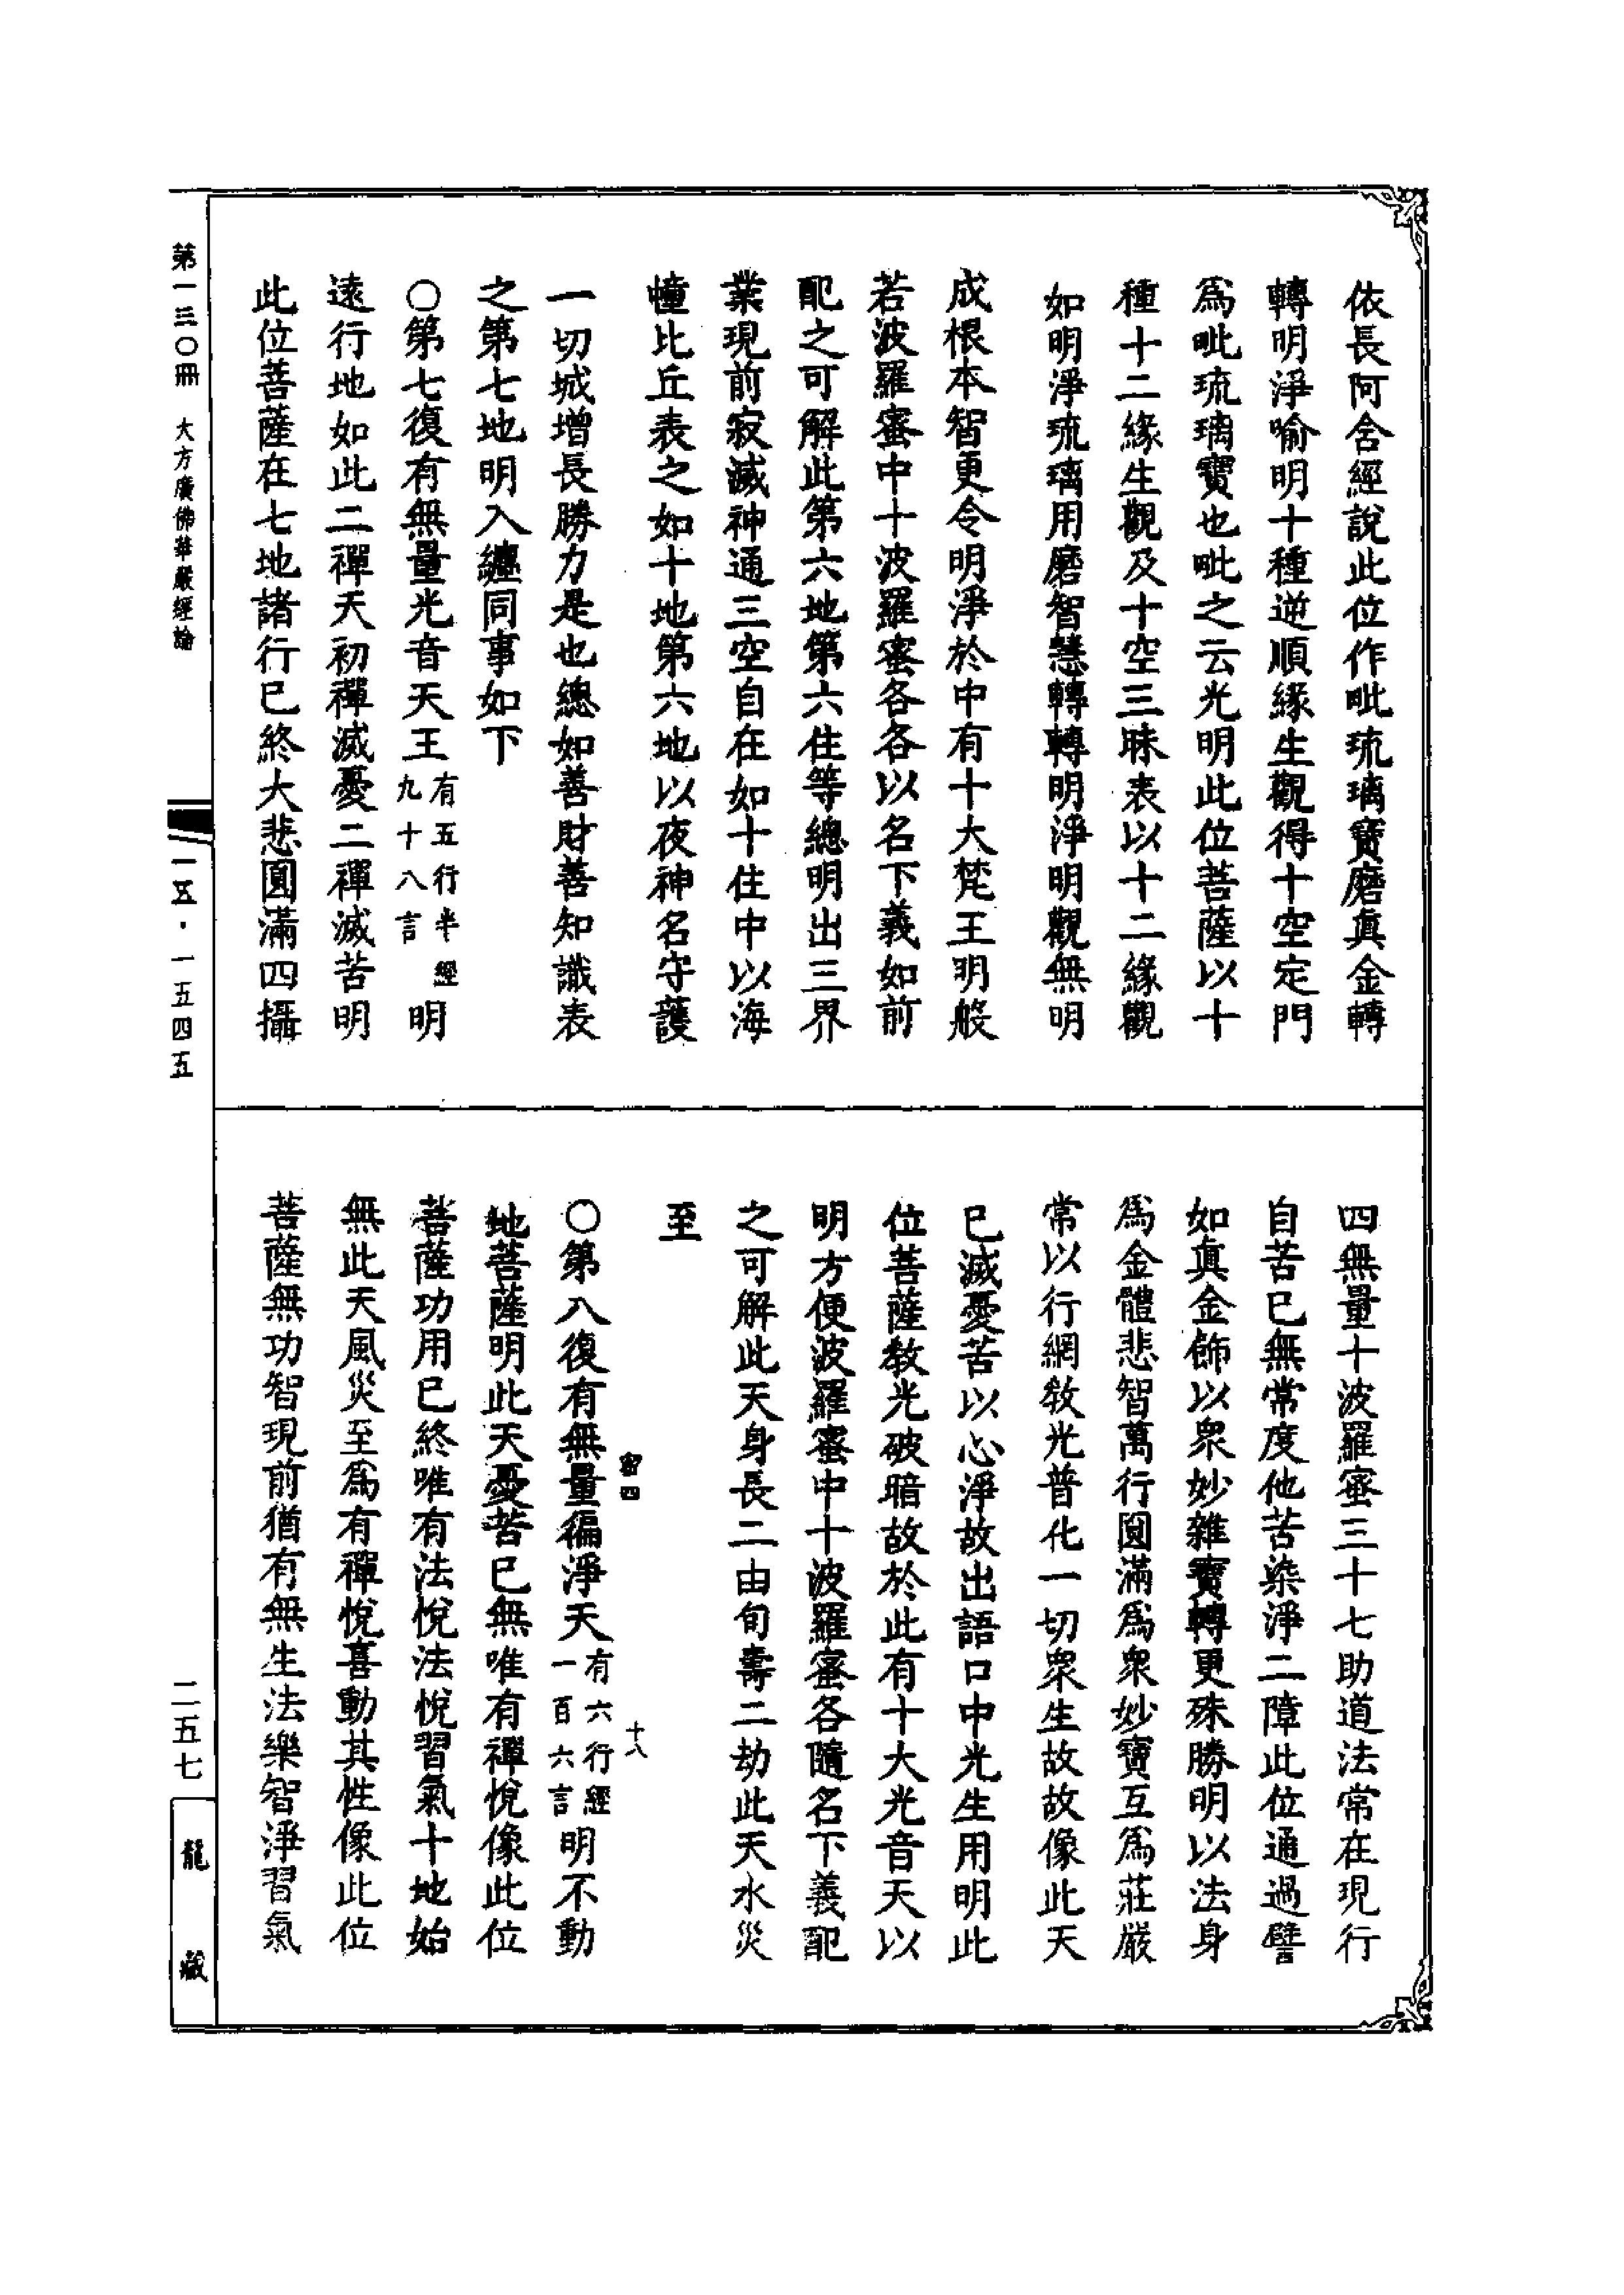 依長阿含經說此位作毗琉璃寶磨真金轉
轉明淨喻明十種逆順緣生觀得十空定門
為毗琉璃寶也毗之云光明此位菩薩以十
種十二緣生觀及十空三昧表以十二緣觀
如明淨琉璃用磨智慧轉轉明淨明觀無明
成根本智更令明淨於中有十大梵王明般
若波羅蜜中十波羅蜜各各以名下義如前
配之可解此第六地第六住等總明出三界
業現前寂滅神通三空自在如十住中以海
幢比丘表之如十地第六地以夜神名守護
一切城增長勝力是也總如善財善知識表
之第七地明入纏同事如下
○第七復有無量光音天王有五行半經九十八言明
遠行地如此二禪天初禪滅憂二禪滅苦明
此位菩薩在七地諸行已終大悲圓滿四攝
四無量十波羅蜜三十七助道法常在現行
自苦已無常度他苦染淨二障此位通過譬
如真金飾以眾妙雜寶轉更殊勝明以法身
為金體悲智萬行圓滿為眾妙寶互為莊嚴
常以行網教光普化一切眾生故故像此天
已滅憂苦以心淨故出語口中光生用明此
位菩薩教光破暗故於此有十大光音天以
明方便波羅蜜中十波羅蜜各隨名下義配
之可解此天身長二由旬壽二劫此天水災
至
密四
十八
○第八復有無量徧淨天有六行經一百六言明不動
地菩薩明此天憂苦已無唯有禪悅像此位
菩薩功用已終唯有法悅法悅習氣十地始
無此天風災至為有禪悅喜動其性像此位
菩薩無功智現前猶有無生法樂智淨習氣
第一三〇冊 大方廣佛華嚴經論
一五·一五四五
二五七
龍藏